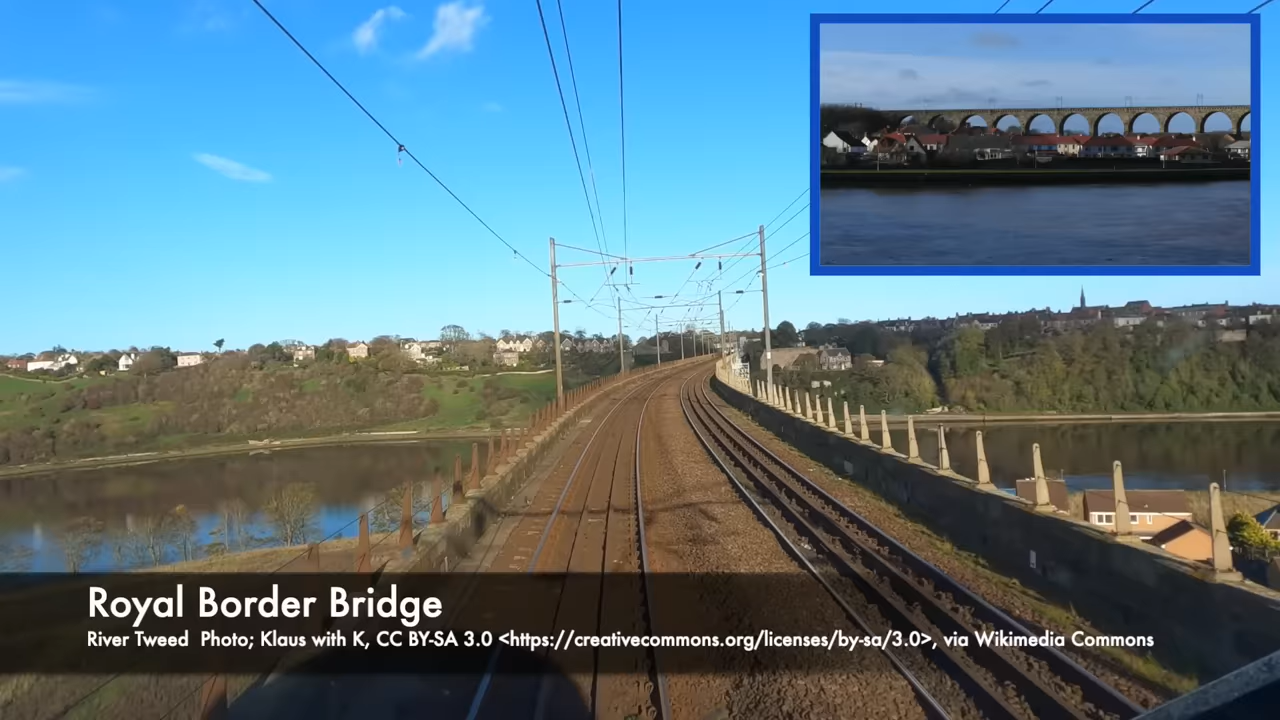 Royal Border Bridge
River Tweed  Photo; Klaus with K, CC BY-SA 3.0 <https://creativecommons.org/licenses/by-sa/3.0>, via Wikimedia Commons